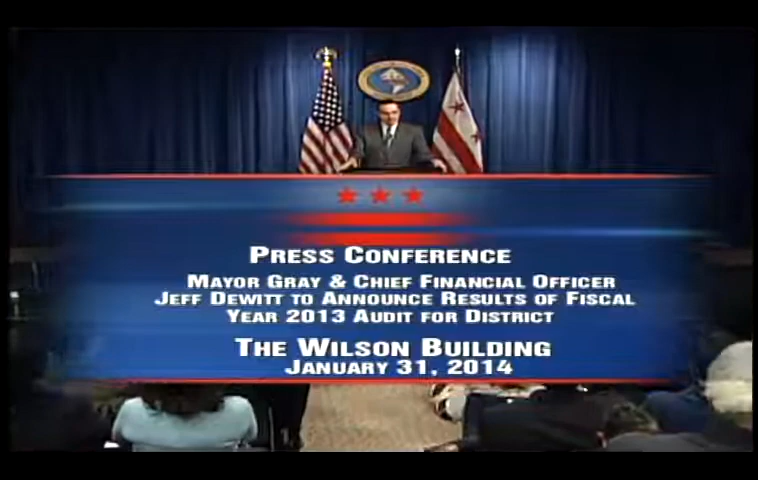 PRESS CONFERENCE
MAYOR GRAY & CHIEF FINANCIAL OFFICER
JEFF DEWITT TO ANNOUNCE RESULTS OF FISCAL
YEAR 2013 AUDIT FOR DISTRICT
THE WILSON BUILDING
JANUARY 31, 2014